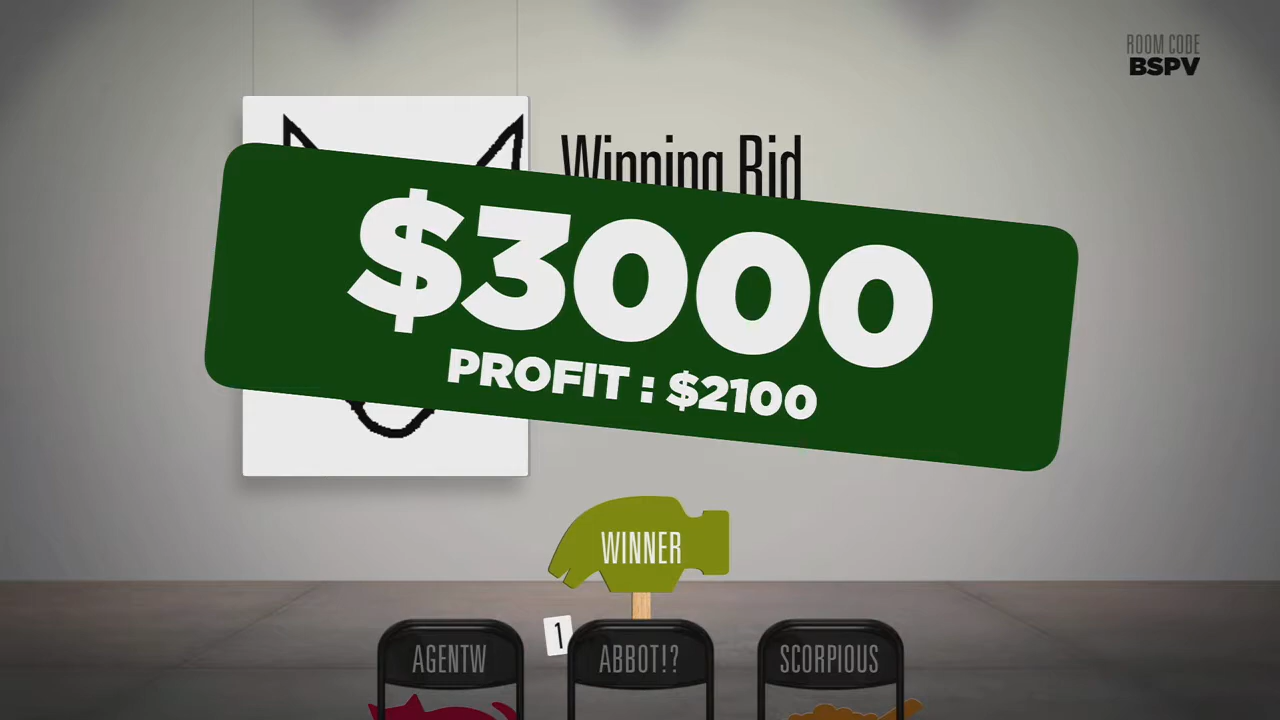 ROOM CODE
BSPV
Winning Bid
$3000
PROFIT : $2100
WINNER
1
AGENTW
ABBOT!?
SCORPIOUS